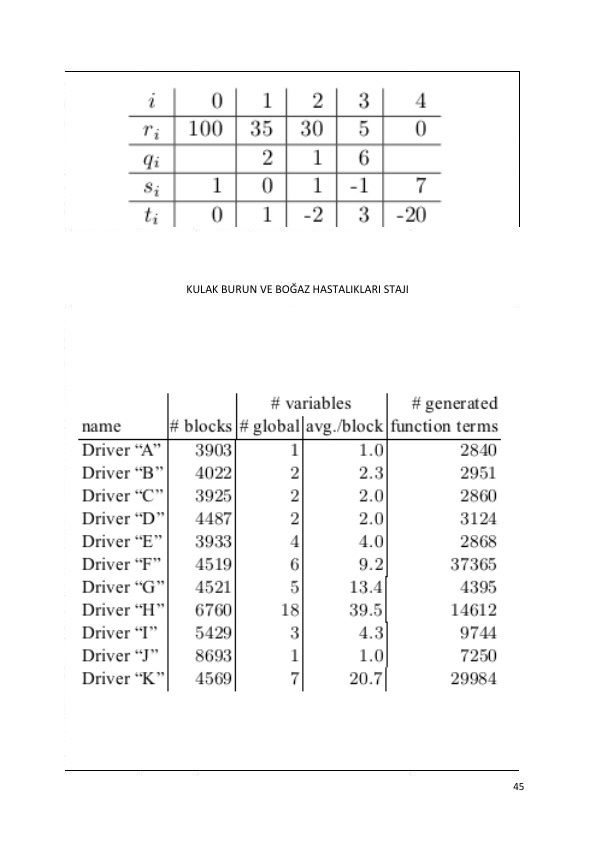 i 0 1 2 3 4
r_i 100 35 30 5 0
q_i 2 1 6
s_i 1 0 1 -1 7
t_i 0 1 -2 3 -20
KULAK BURUN VE BOĞAZ HASTALIKLARI STAJI
# variables # generated
name # blocks # global avg./block function terms
Driver “A” 3903 1 1.0 2840
Driver “B” 4022 2 2.3 2951
Driver “C” 3925 2 2.0 2860
Driver “D” 4487 2 2.0 3124
Driver “E” 3933 4 4.0 2868
Driver “F” 4519 6 9.2 37365
Driver “G” 4521 5 13.4 4395
Driver “H” 6760 18 39.5 14612
Driver “I” 5429 3 4.3 9744
Driver “J” 8693 1 1.0 7250
Driver “K” 4569 7 20.7 29984
45